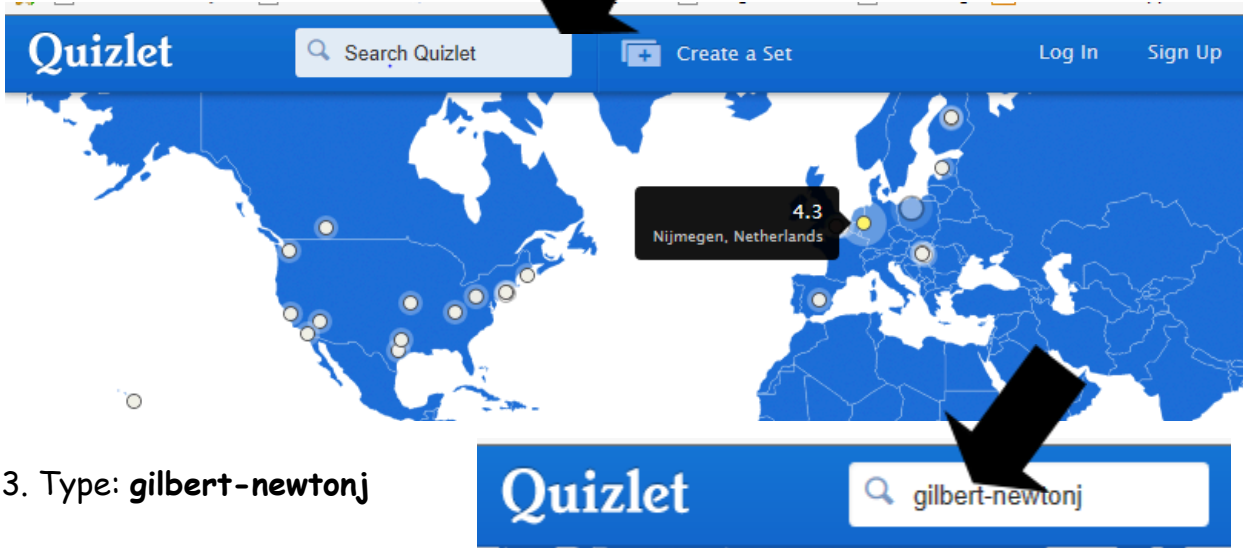 Quizlet Search Quizlet Create a Set Log In Sign Up
4.3
Nijmegen, Netherlands
3. Type: gilbert-newtonj
Quizlet gilbert-newtonj